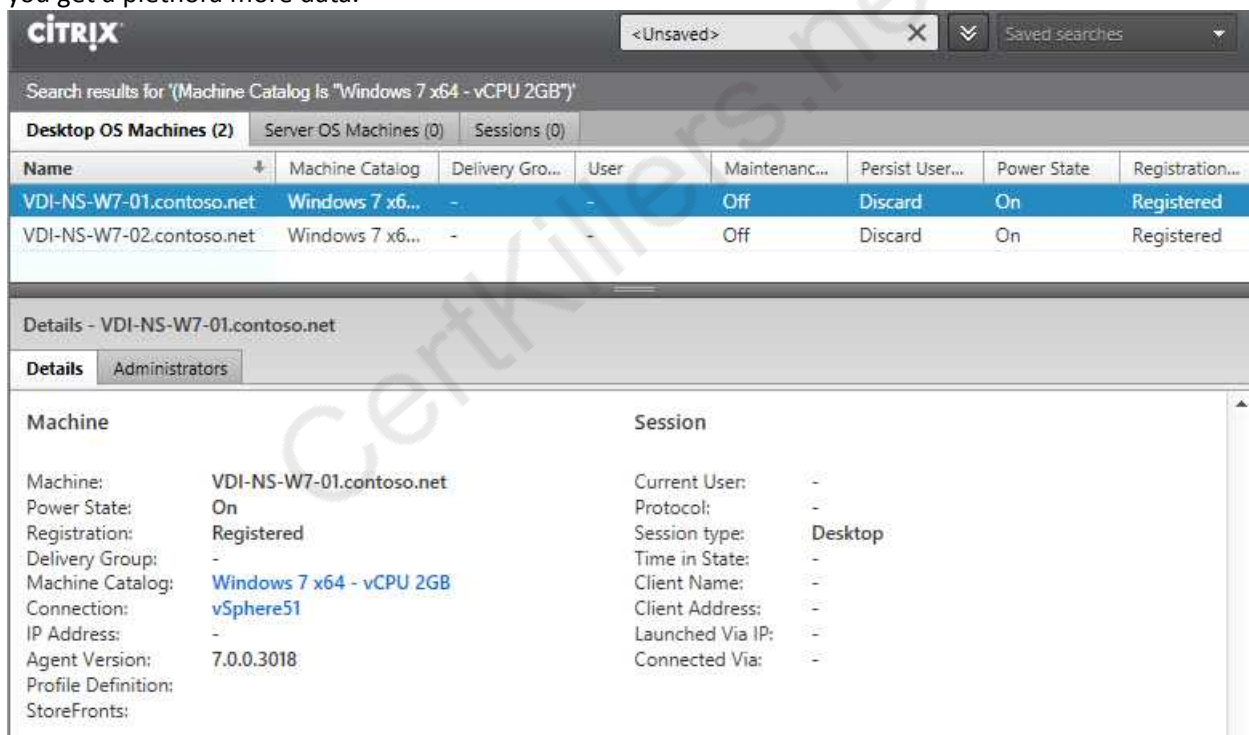 you get a plethora more data.
CİTRIX
<Unsaved>
Saved searches
Search results for '(Machine Catalog Is "Windows 7 x64 - vCPU 2GB")'
Desktop OS Machines (2) Server OS Machines (0) Sessions (0)
Name Machine Catalog Delivery Gro... User Maintenanc... Persist User... Power State Registration...
VDI-NS-W7-01.contoso.net Windows 7 x6... - - Off Discard On Registered
VDI-NS-W7-02.contoso.net Windows 7 x6... - - Off Discard On Registered
Details - VDI-NS-W7-01.contoso.net
Details Administrators
Machine
Machine: VDI-NS-W7-01.contoso.net
Power State: On
Registration: Registered
Delivery Group: -
Machine Catalog: Windows 7 x64 - vCPU 2GB
Connection: vSphere51
IP Address: -
Agent Version: 7.0.0.3018
Profile Definition:
StoreFronts:
Session
Current User: -
Protocol: -
Session type: Desktop
Time in State: -
Client Name: -
Client Address: -
Launched Via IP: -
Connected Via: -
CertKillers.ne